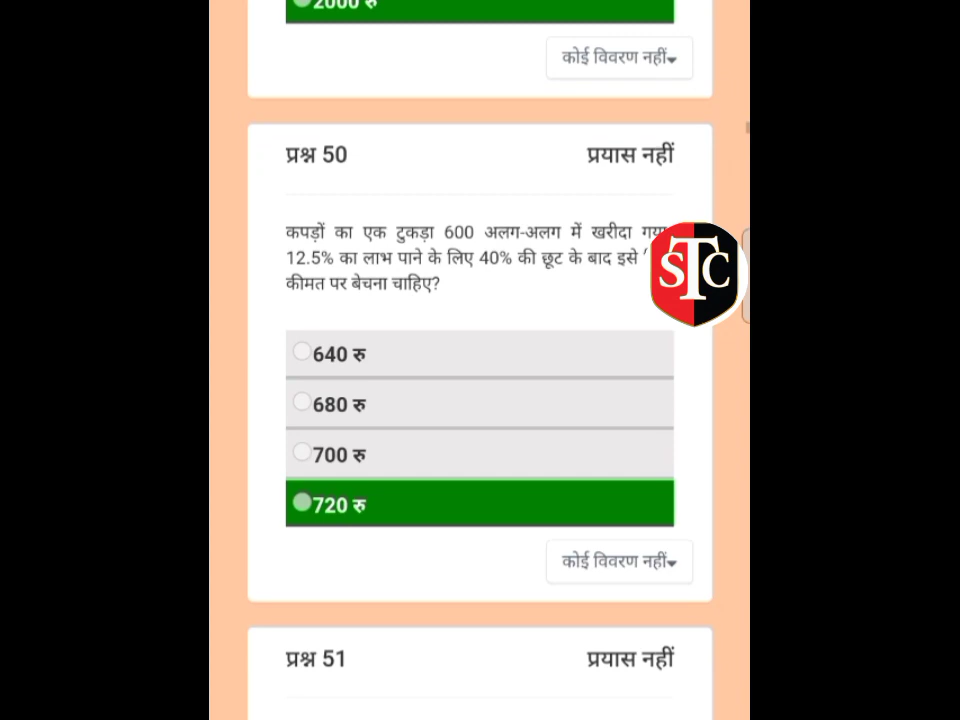 2000 रु
कोई विवरण नहीं
प्रश्न 50
प्रयास नहीं
कपड़ों का एक टुकड़ा 600 अलग-अलग में खरीदा
12.5% का लाभ पाने के लिए 40% की छूट के बाद इसे
कीमत पर बेचना चाहिए?
STC
640 रु
680 रु
700 रु
720 रु
कोई विवरण नहीं
प्रश्न 51
प्रयास नहीं